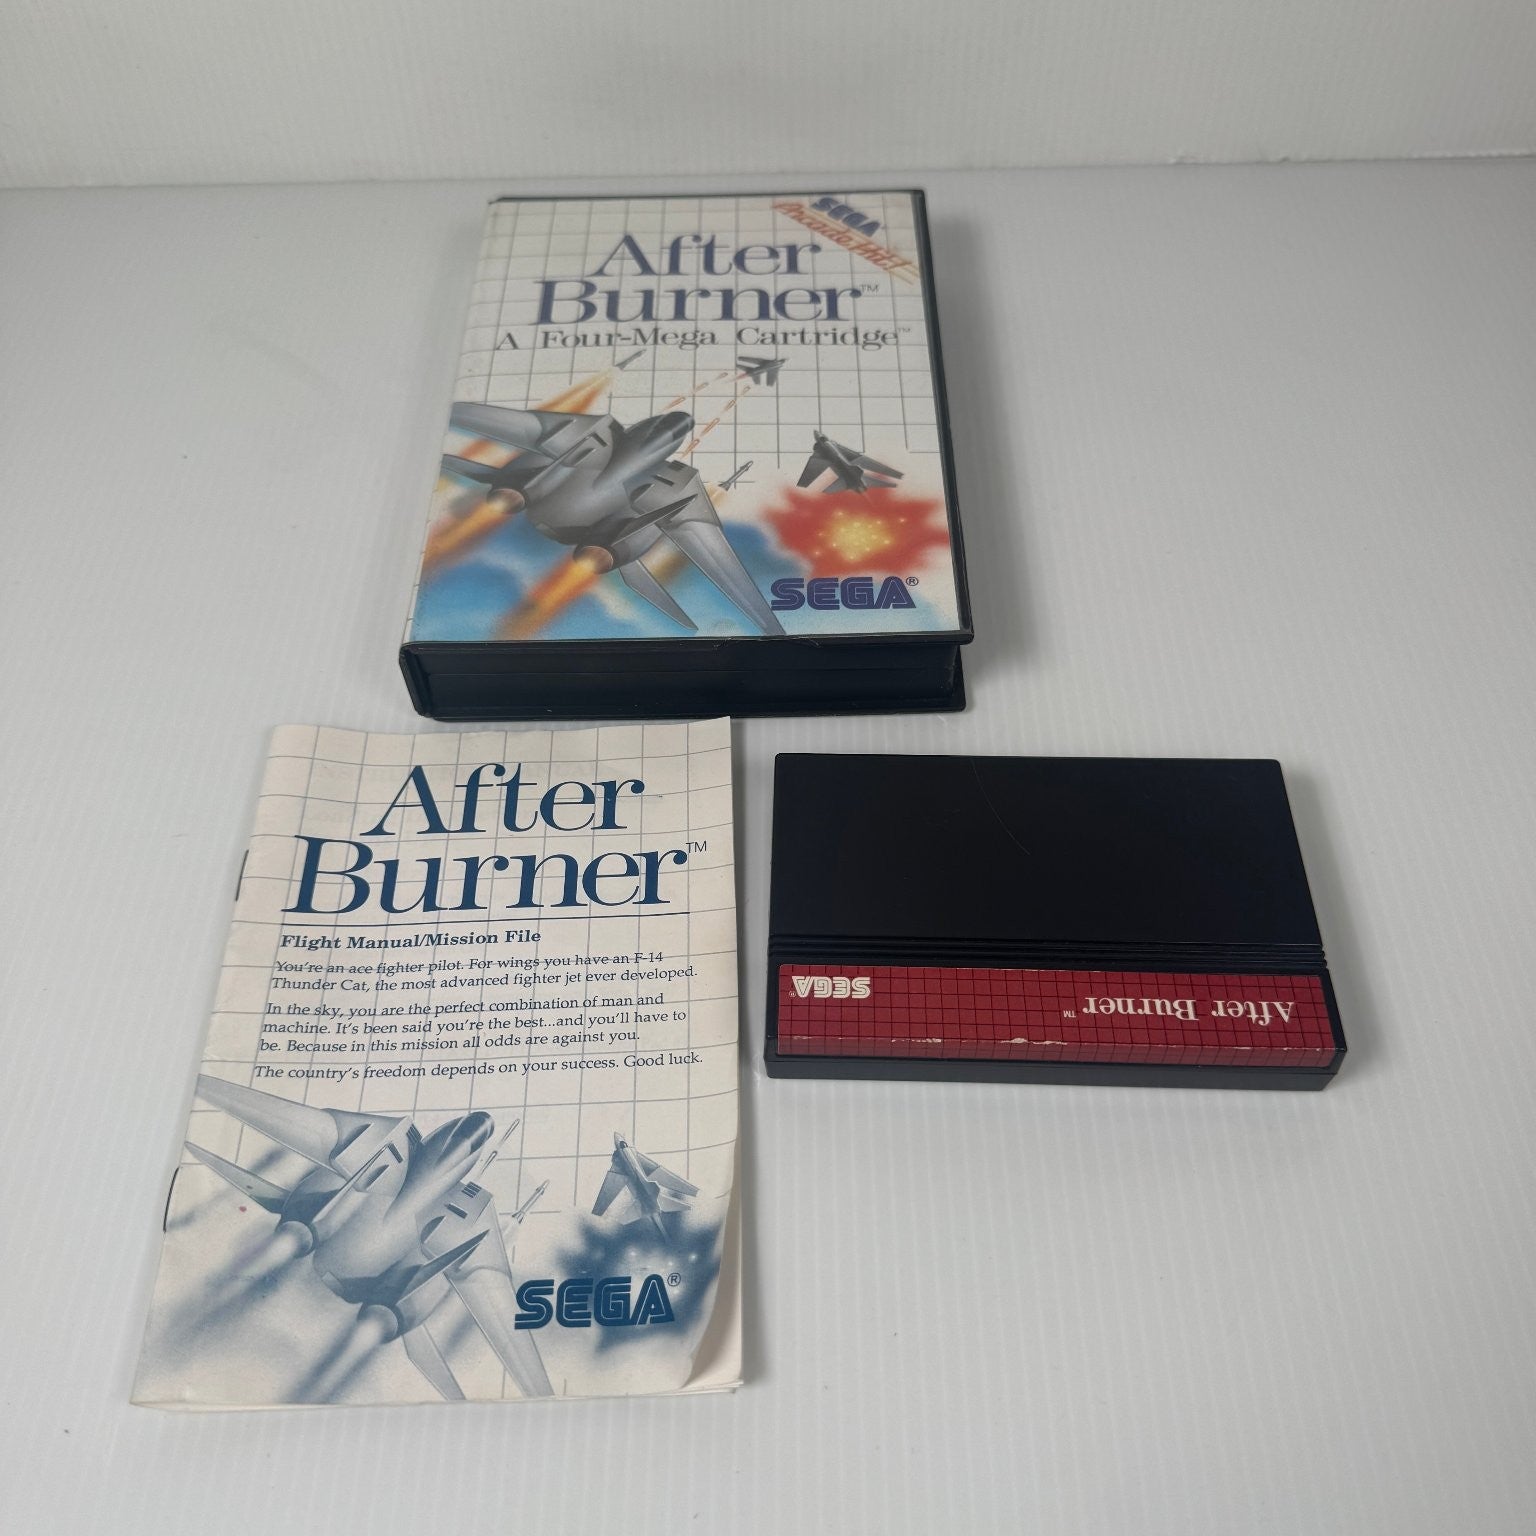 SEGA
Arcade Hit!
After
Burner™
A Four-Mega Cartridge™
SEGA®
After
Burner™
Flight Manual/Mission File
You're an ace fighter pilot. For wings you have an F-14
Thunder Cat, the most advanced fighter jet ever developed.
In the sky, you are the perfect combination of man and
machine. It's been said you're the best...and you'll have to
be. Because in this mission all odds are against you.
The country's freedom depends on your success. Good luck.
SEGA®
After Burner™
SEGA®